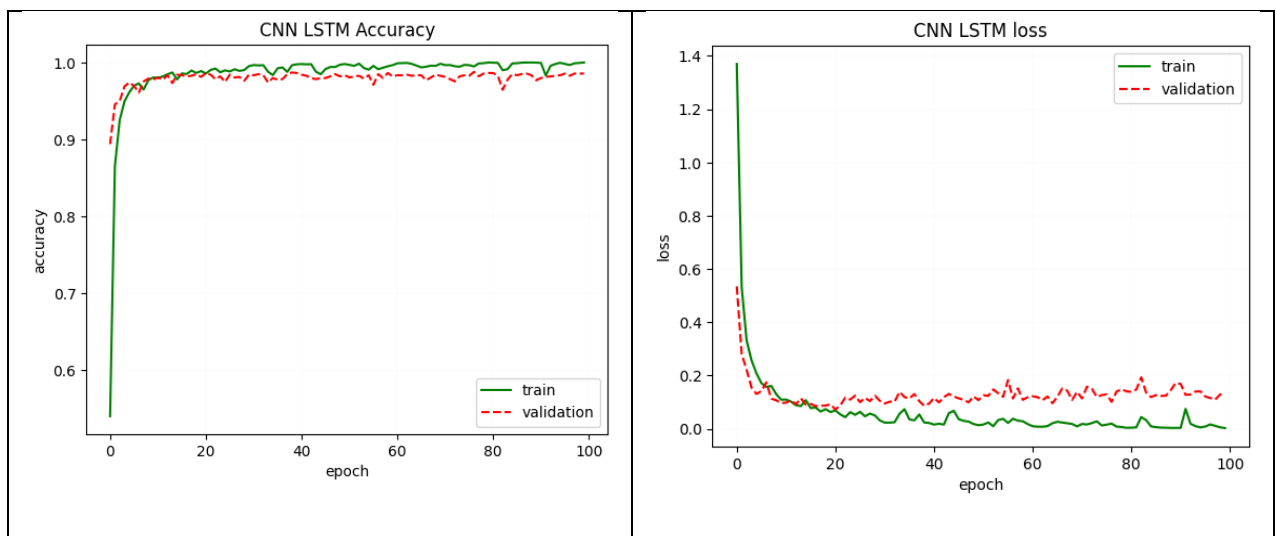 CNN LSTM Accuracy
1.0
0.9
0.8
0.7
0.6
accuracy
train
validation
0 20 40 60 80 100
epoch
CNN LSTM loss
1.4
1.2
1.0
0.8
0.6
0.4
0.2
0.0
loss
train
validation
0 20 40 60 80 100
epoch